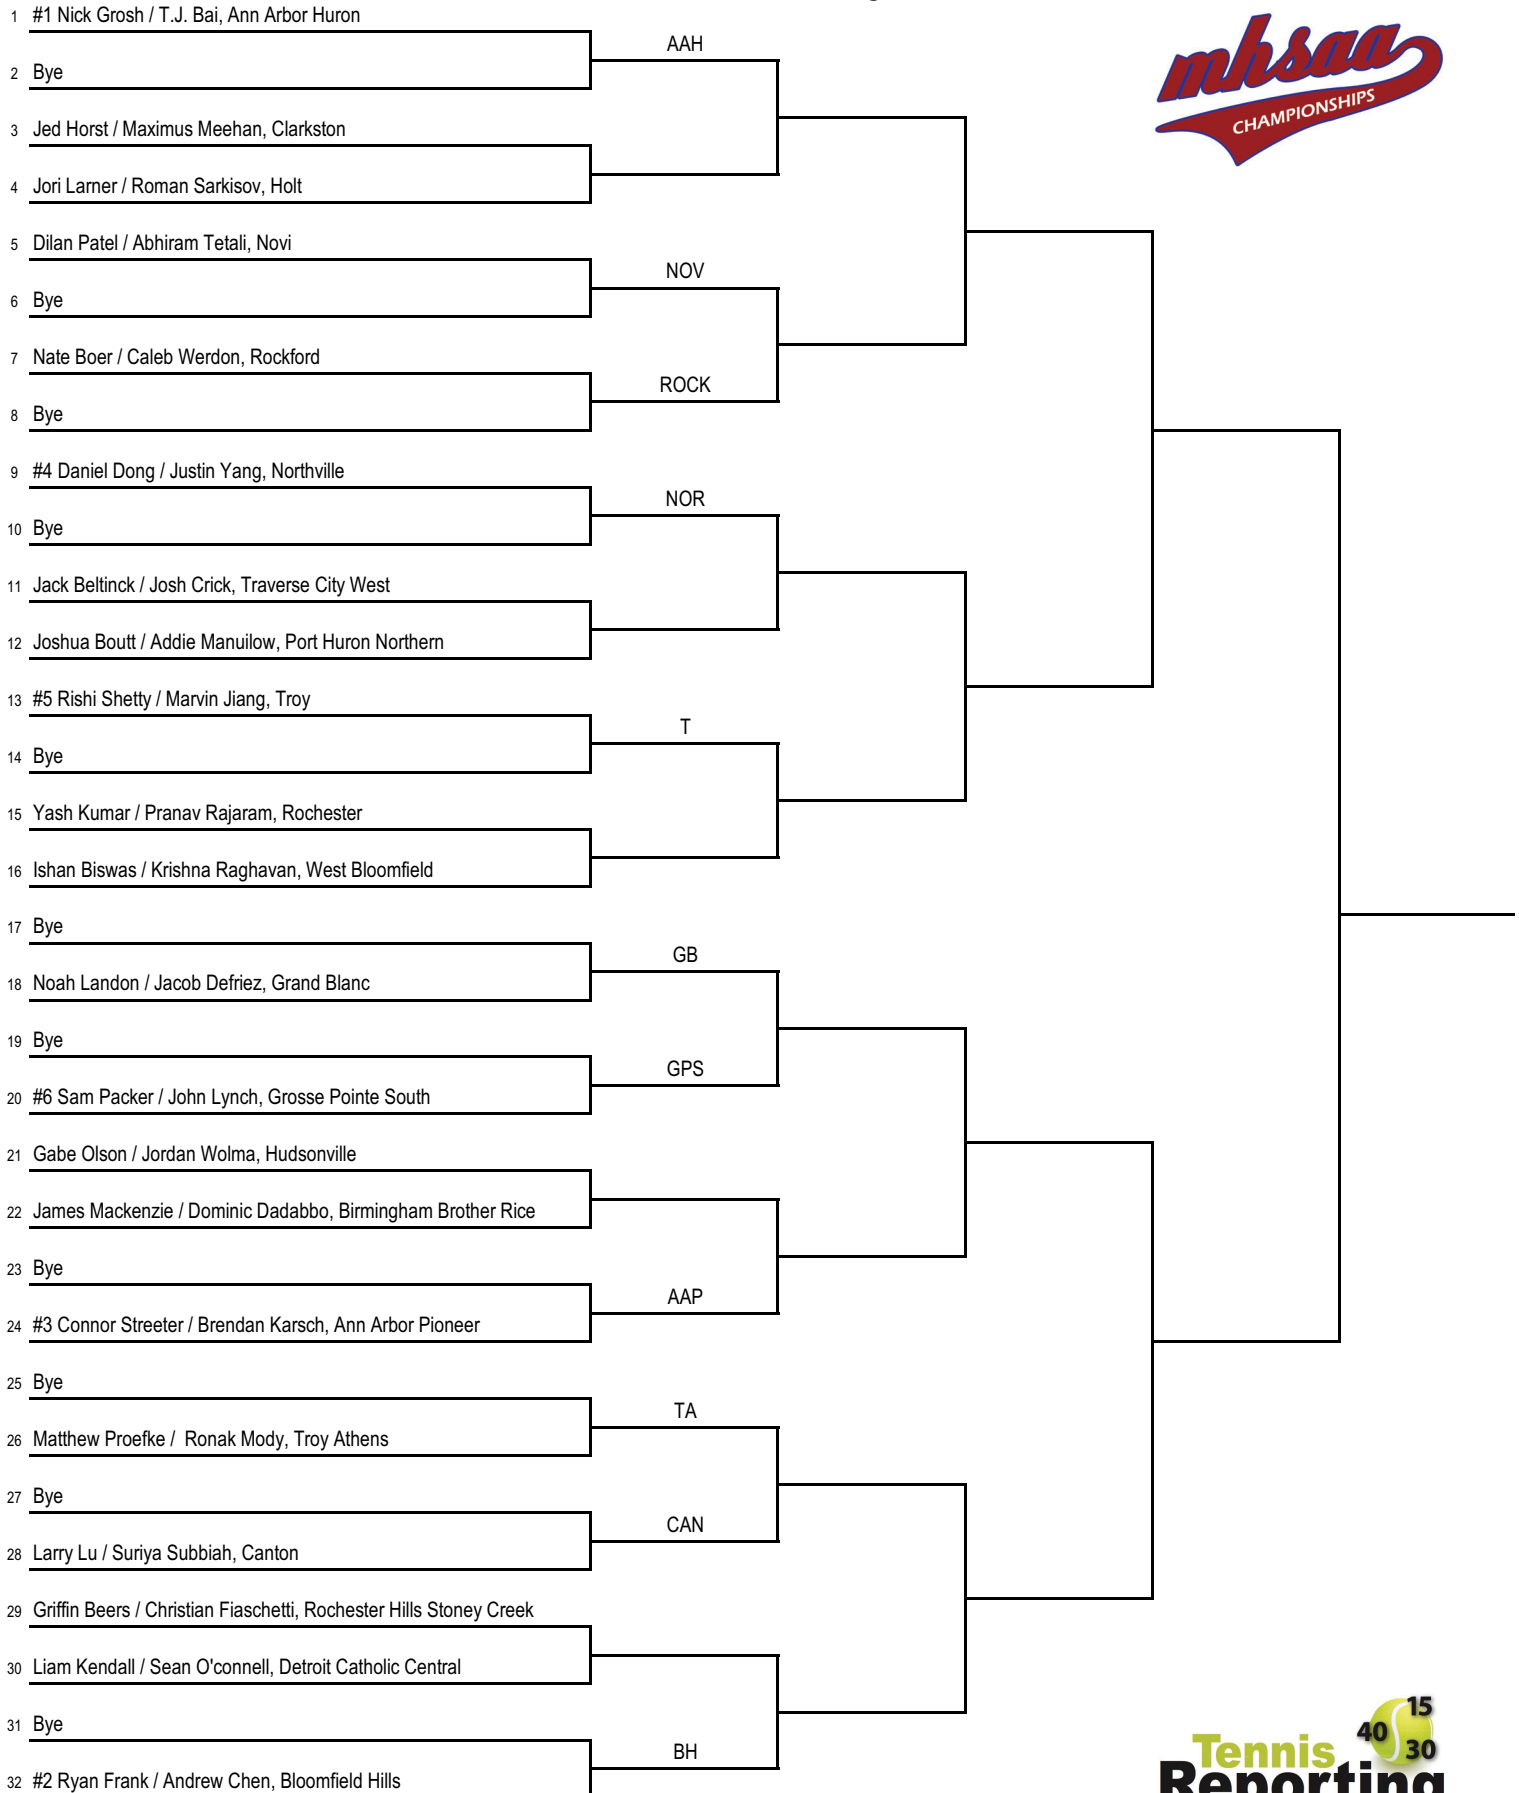 1 #1 Nick Grosh / T.J. Bai, Ann Arbor Huron
AAH
2 Bye
3 Jed Horst / Maximus Meehan, Clarkston
4 Jori Larner / Roman Sarkisov, Holt
5 Dilan Patel / Abhiram Tetali, Novi
NOV
6 Bye
7 Nate Boer / Caleb Werdon, Rockford
ROCK
8 Bye
9 #4 Daniel Dong / Justin Yang, Northville
NOR
10 Bye
11 Jack Beltinck / Josh Crick, Traverse City West
12 Joshua Boutt / Addie Manuilow, Port Huron Northern
13 #5 Rishi Shetty / Marvin Jiang, Troy
T
14 Bye
15 Yash Kumar / Pranav Rajaram, Rochester
16 Ishan Biswas / Krishna Raghavan, West Bloomfield
17 Bye
GB
18 Noah Landon / Jacob Defriez, Grand Blanc
19 Bye
GPS
20 #6 Sam Packer / John Lynch, Grosse Pointe South
21 Gabe Olson / Jordan Wolma, Hudsonville
22 James Mackenzie / Dominic Dadabbo, Birmingham Brother Rice
23 Bye
AAP
24 #3 Connor Streeter / Brendan Karsch, Ann Arbor Pioneer
25 Bye
TA
26 Matthew Proefke /  Ronak Mody, Troy Athens
27 Bye
CAN
28 Larry Lu / Suriya Subbiah, Canton
29 Griffin Beers / Christian Fiaschetti, Rochester Hills Stoney Creek
30 Liam Kendall / Sean O'connell, Detroit Catholic Central
31 Bye
BH
32 #2 Ryan Frank / Andrew Chen, Bloomfield Hills
mhsaa
CHAMPIONSHIPS
15
40
30
Tennis
Reporting